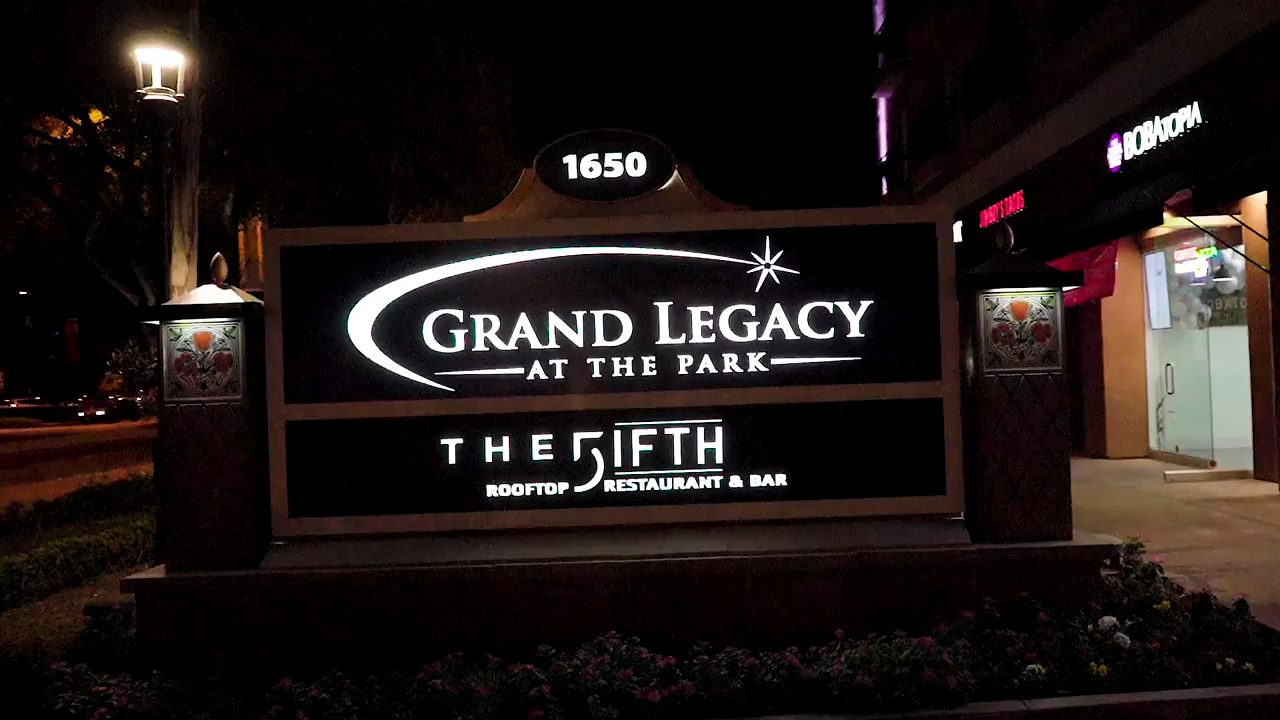 1650
GRAND LEGACY
AT THE PARK
THE 5IFTH
ROOFTOP RESTAURANT & BAR
BOBATOPIA